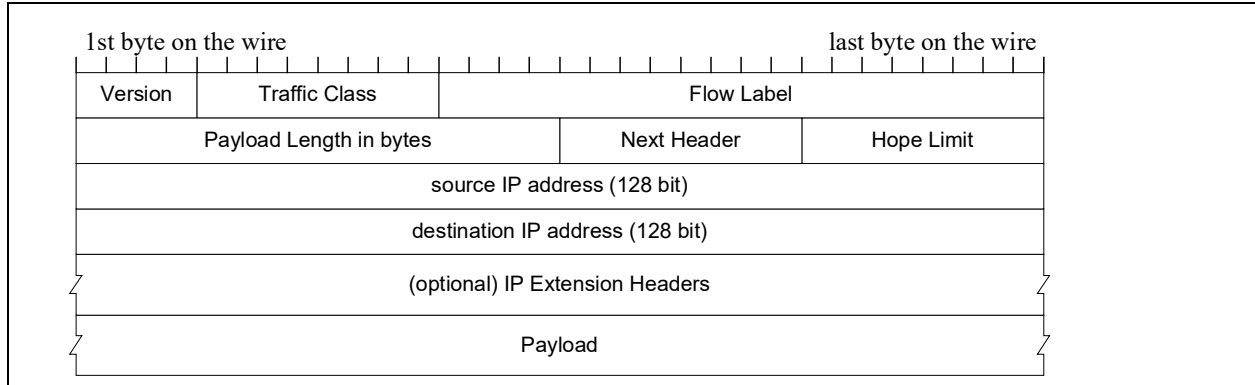 1st byte on the wire last byte on the wire
Version Traffic Class Flow Label
Payload Length in bytes Next Header Hope Limit
source IP address (128 bit)
destination IP address (128 bit)
(optional) IP Extension Headers
Payload